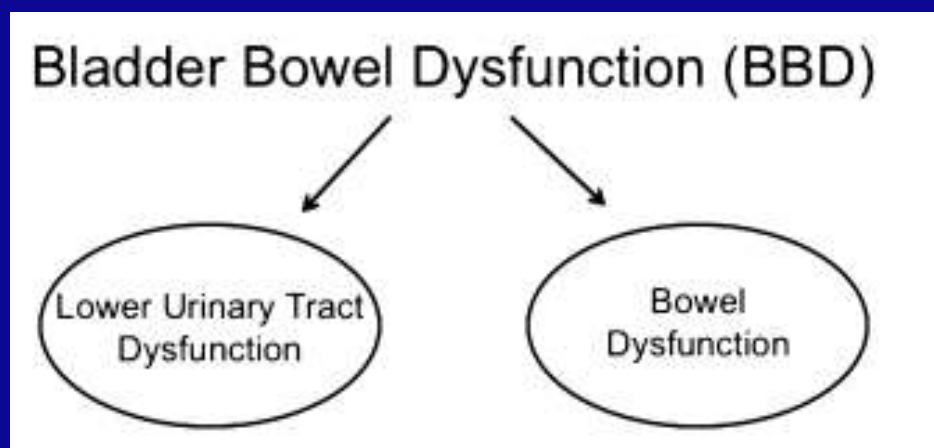 Bladder Bowel Dysfunction (BBD)
Lower Urinary Tract
Dysfunction
Bowel
Dysfunction